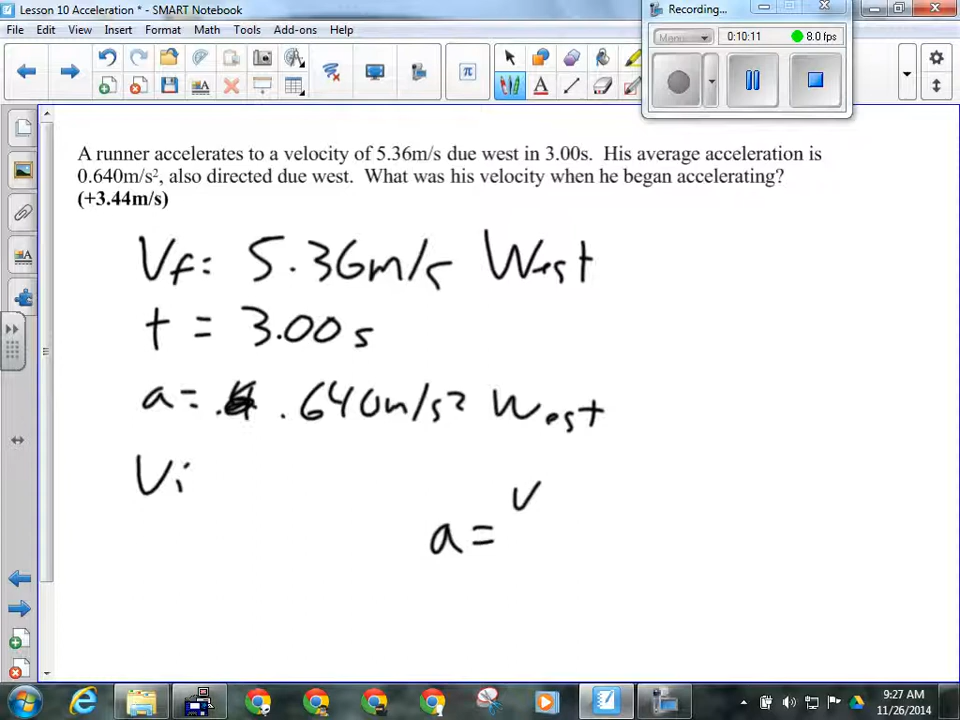 Lesson 10 Acceleration * - SMART Notebook
Recording...
File Edit View Insert Format Math Tools Add-ons Help
Menu
0:10:11
8.0 fps
A runner accelerates to a velocity of 5.36m/s due west in 3.00s. His average acceleration is
0.640m/s², also directed due west. What was his velocity when he began accelerating?
(+3.44m/s)
Vf: 5.36m/s West
t = 3.00s
a = . .640m/s² West
Vi
a = V
9:27 AM
11/26/2014